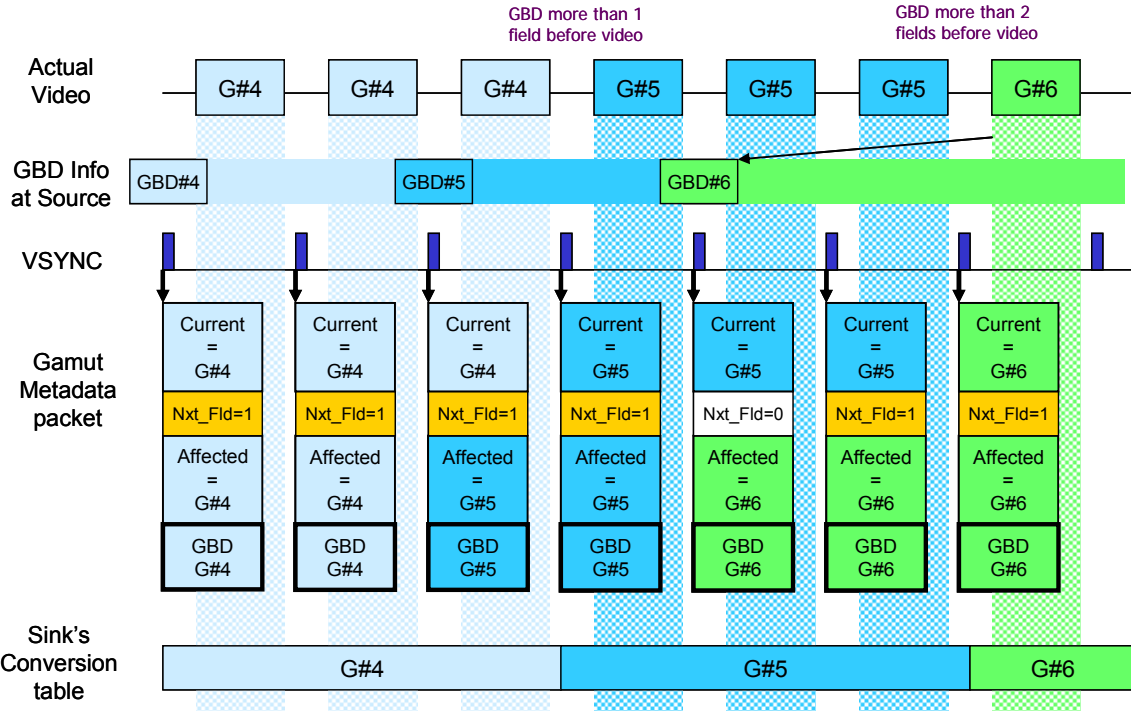 GBD more than 1
field before video
GBD more than 2
fields before video
Actual
Video
G#4
G#4
G#4
G#5
G#5
G#5
G#6
GBD Info
at Source
GBD#4
GBD#5
GBD#6
VSYNC
Gamut
Metadata
packet
Current
=
G#4
Nxt_Fld=1
Affected
=
G#4
GBD
G#4
Current
=
G#4
Nxt_Fld=1
Affected
=
G#4
GBD
G#4
Current
=
G#4
Nxt_Fld=1
Affected
=
G#5
GBD
G#5
Current
=
G#5
Nxt_Fld=1
Affected
=
G#5
GBD
G#5
Current
=
G#5
Nxt_Fld=0
Affected
=
G#6
GBD
G#6
Current
=
G#5
Nxt_Fld=1
Affected
=
G#6
GBD
G#6
Current
=
G#6
Nxt_Fld=1
Affected
=
G#6
GBD
G#6
Sink's
Conversion
table
G#4
G#5
G#6